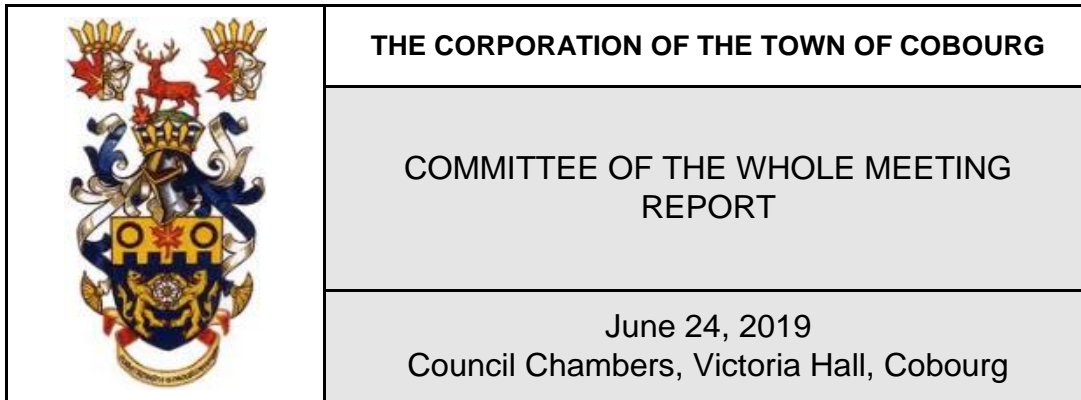 THE CORPORATION OF THE TOWN OF COBOURG
COMMITTEE OF THE WHOLE MEETING
REPORT
June 24, 2019
Council Chambers, Victoria Hall, Cobourg